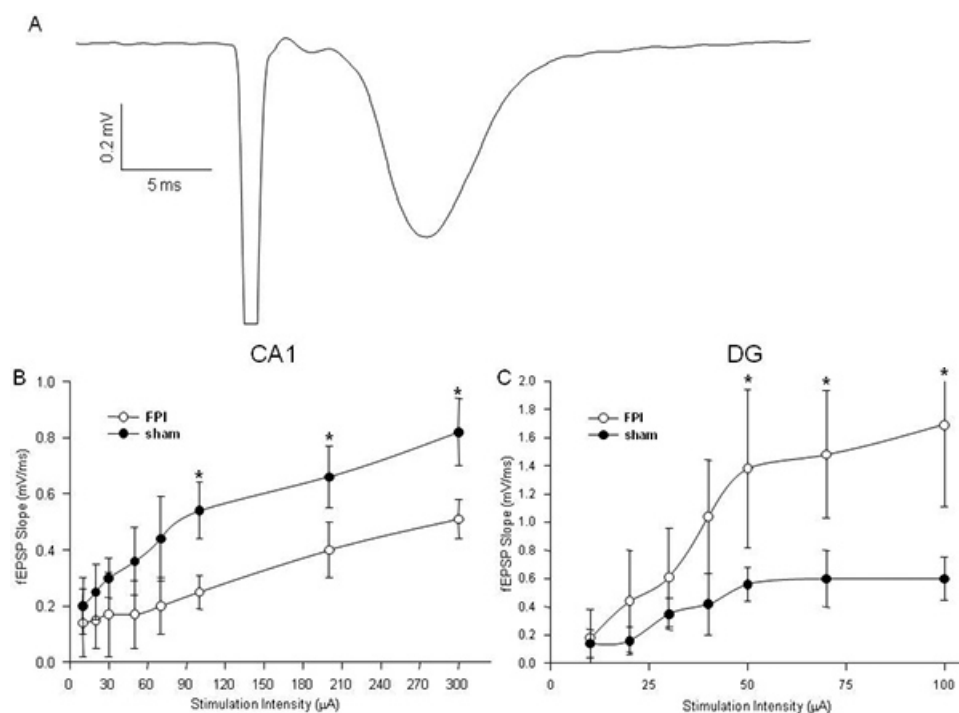 A
0.2 mV
5 ms
CA1
DG
B
C
1.0
0.8
0.6
0.4
0.2
0.0
fEPSP Slope (mV/ms)
FPI
sham
*
*
*
0 30 60 90 120 150 180 210 240 270 300
Stimulation Intensity (µA)
2.0
1.8
1.6
1.4
1.2
1.0
0.8
0.6
0.4
0.2
0.0
fEPSP Slope (mV/ms)
FPI
sham
*
*
*
0 25 50 75 100
Stimulation Intensity (µA)